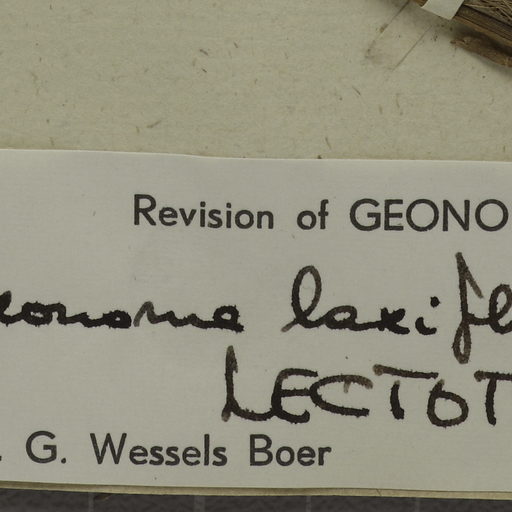 Revision of GEONO
eonoma laxifl
LECTOT
. G. Wessels Boer